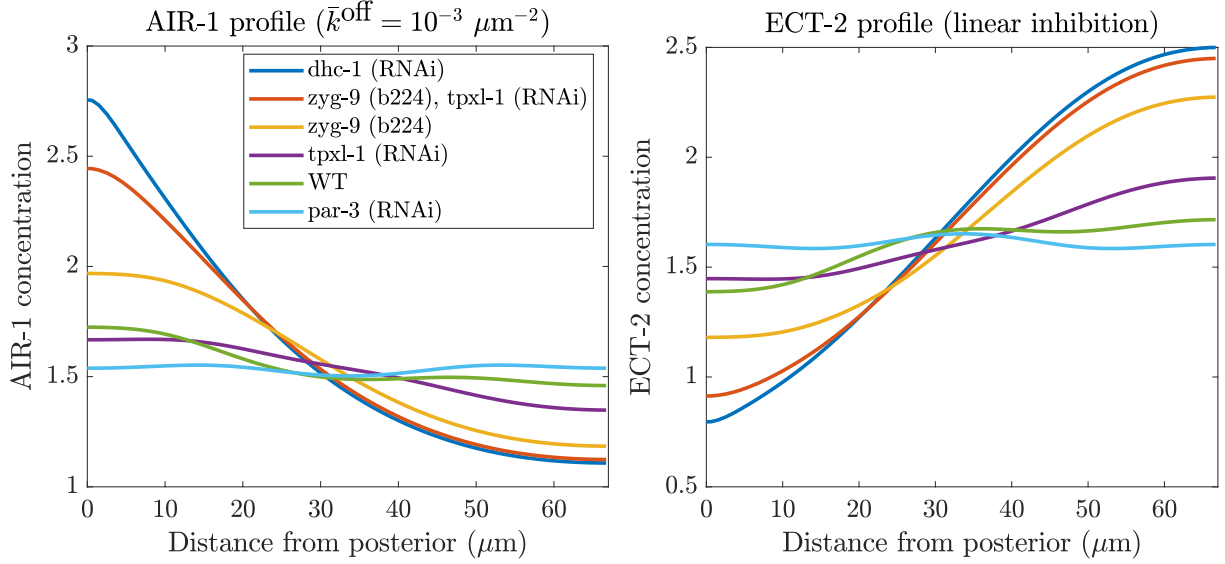 AIR-1 profile (k̄^off = 10⁻³ μm⁻²)
AIR-1 concentration
3
2.5
2
1.5
1
dhc-1 (RNAi)
zyg-9 (b224), tpxl-1 (RNAi)
zyg-9 (b224)
tpxl-1 (RNAi)
WT
par-3 (RNAi)
0 10 20 30 40 50 60
Distance from posterior (μm)
ECT-2 profile (linear inhibition)
ECT-2 concentration
2.5
2
1.5
1
0.5
0 10 20 30 40 50 60
Distance from posterior (μm)